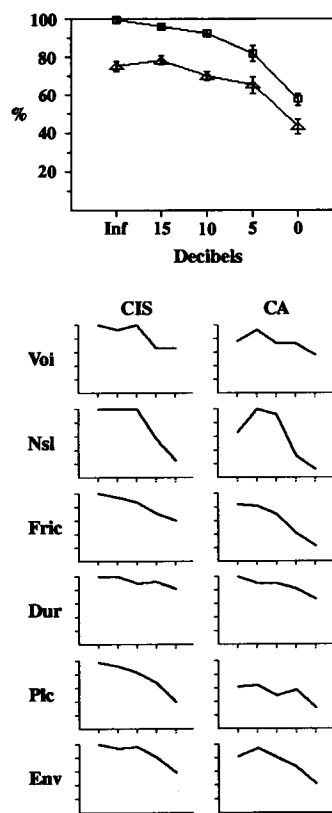 100
80
%
60
40
20
Inf 15 10 5 0
Decibels
CIS CA
Voi
Nsl
Fric
Dur
Plc
Env